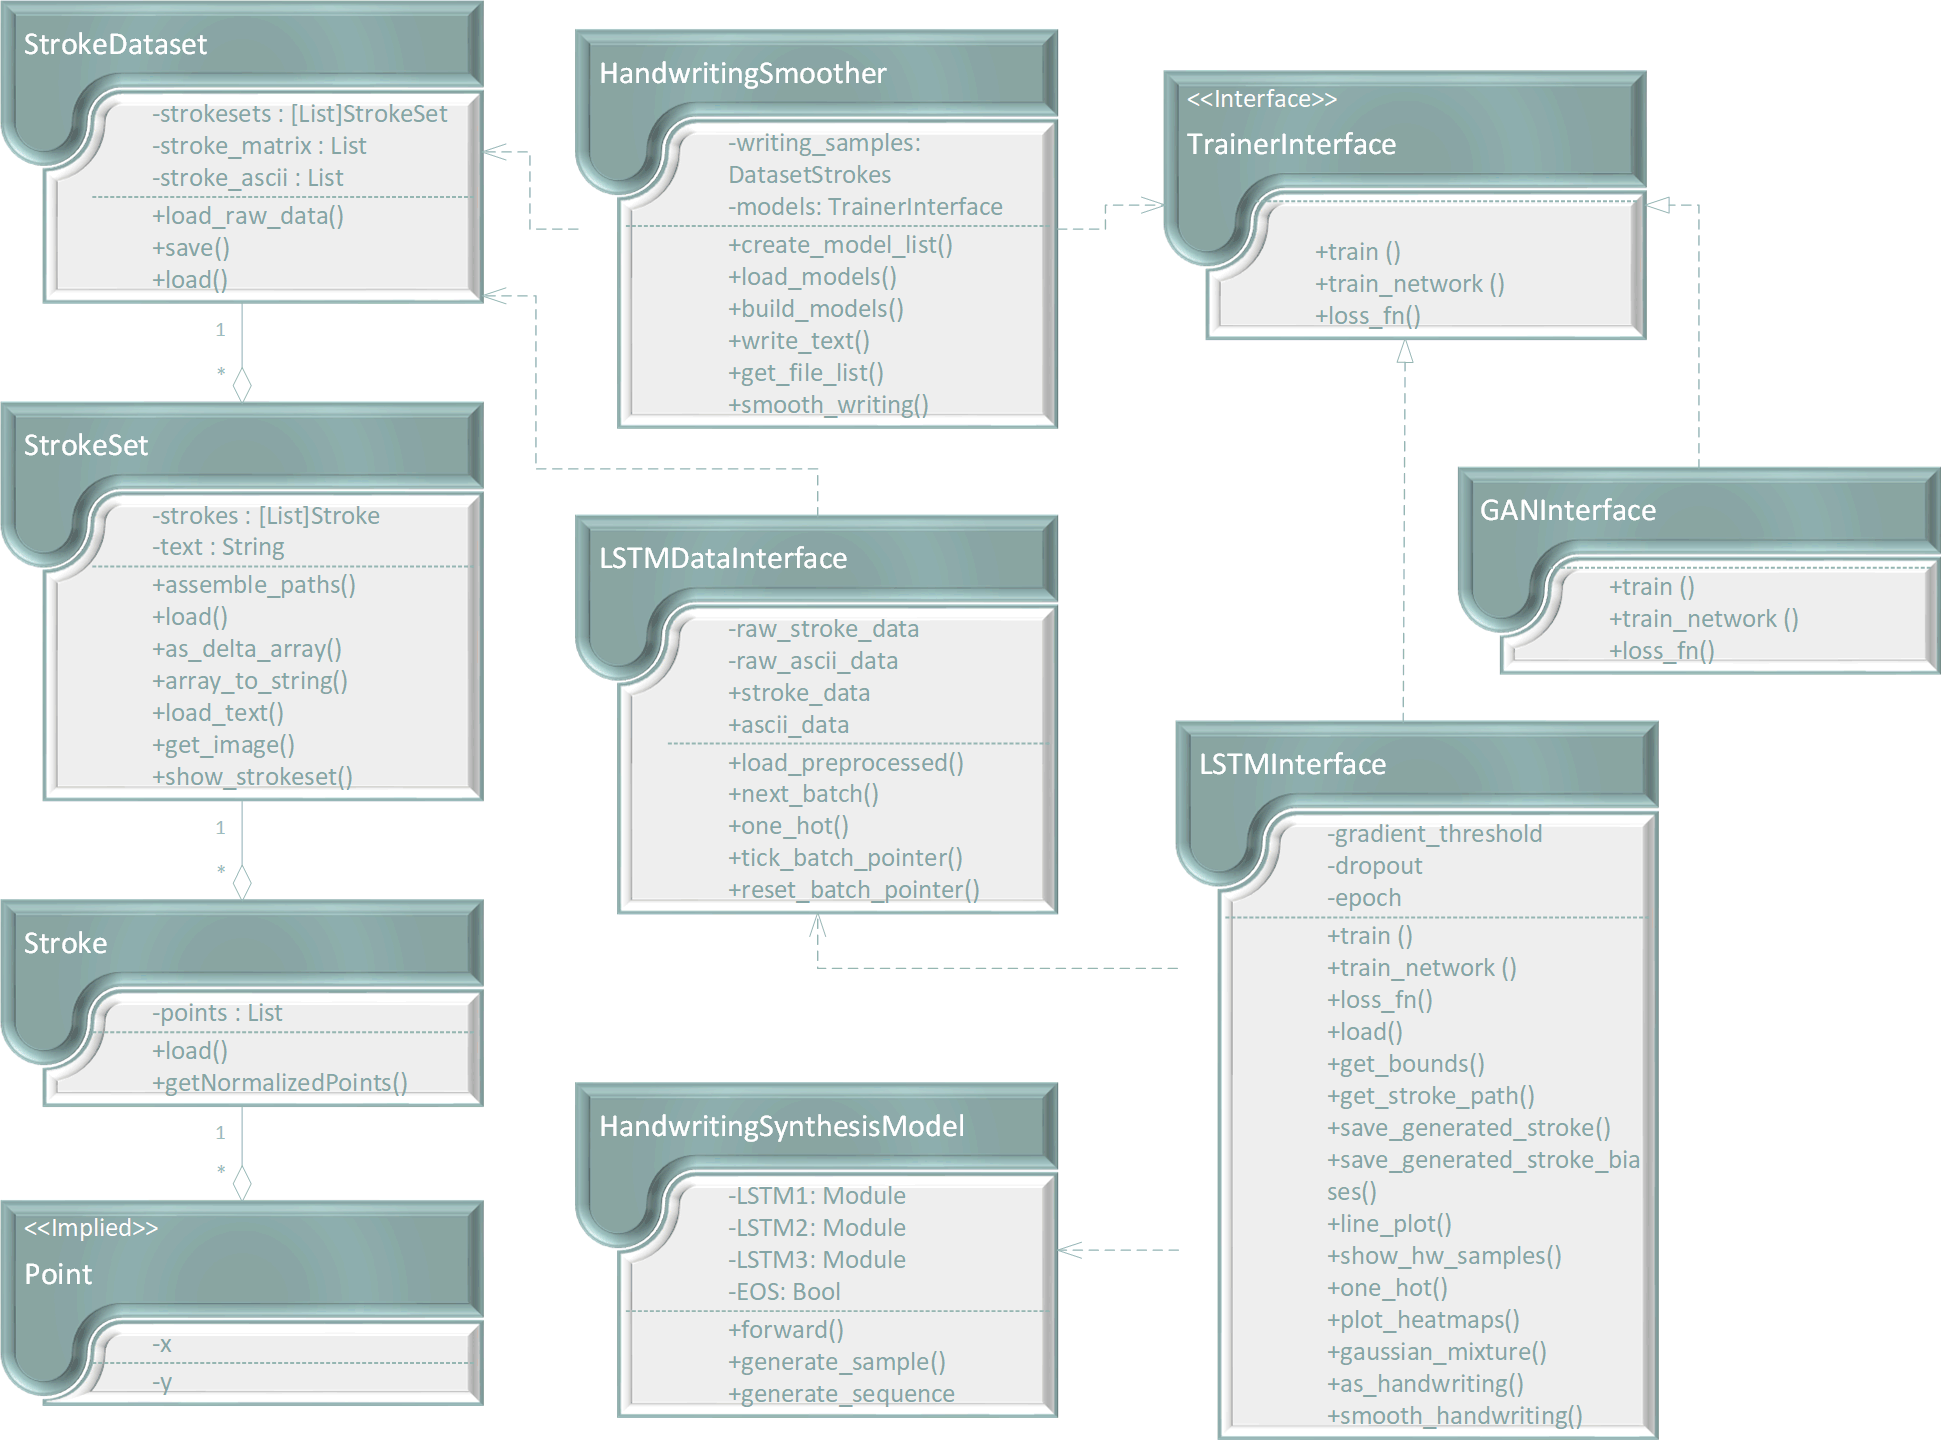 StrokeDataset
-strokesets : [List]StrokeSet
-stroke_matrix : List
-stroke_ascii : List
+load_raw_data()
+save()
+load()
1
*
StrokeSet
-strokes : [List]Stroke
-text : String
+assemble_paths()
+load()
+as_delta_array()
+array_to_string()
+load_text()
+get_image()
+show_strokeset()
1
*
Stroke
-points : List
+load()
+getNormalizedPoints()
1
*
<<Implied>>
Point
-x
-y
HandwritingSmoother
-writing_samples:
DatasetStrokes
-models: TrainerInterface
+create_model_list()
+load_models()
+build_models()
+write_text()
+get_file_list()
+smooth_writing()
LSTMDataInterface
-raw_stroke_data
-raw_ascii_data
+stroke_data
+ascii_data
+load_preprocessed()
+next_batch()
+one_hot()
+tick_batch_pointer()
+reset_batch_pointer()
HandwritingSynthesisModel
-LSTM1: Module
-LSTM2: Module
-LSTM3: Module
-EOS: Bool
+forward()
+generate_sample()
+generate_sequence
<<Interface>>
TrainerInterface
+train ()
+train_network ()
+loss_fn()
GANInterface
+train ()
+train_network ()
+loss_fn()
LSTMInterface
-gradient_threshold
-dropout
-epoch
+train ()
+train_network ()
+loss_fn()
+load()
+get_bounds()
+get_stroke_path()
+save_generated_stroke()
+save_generated_stroke_bia
ses()
+line_plot()
+show_hw_samples()
+one_hot()
+plot_heatmaps()
+gaussian_mixture()
+as_handwriting()
+smooth_handwriting()